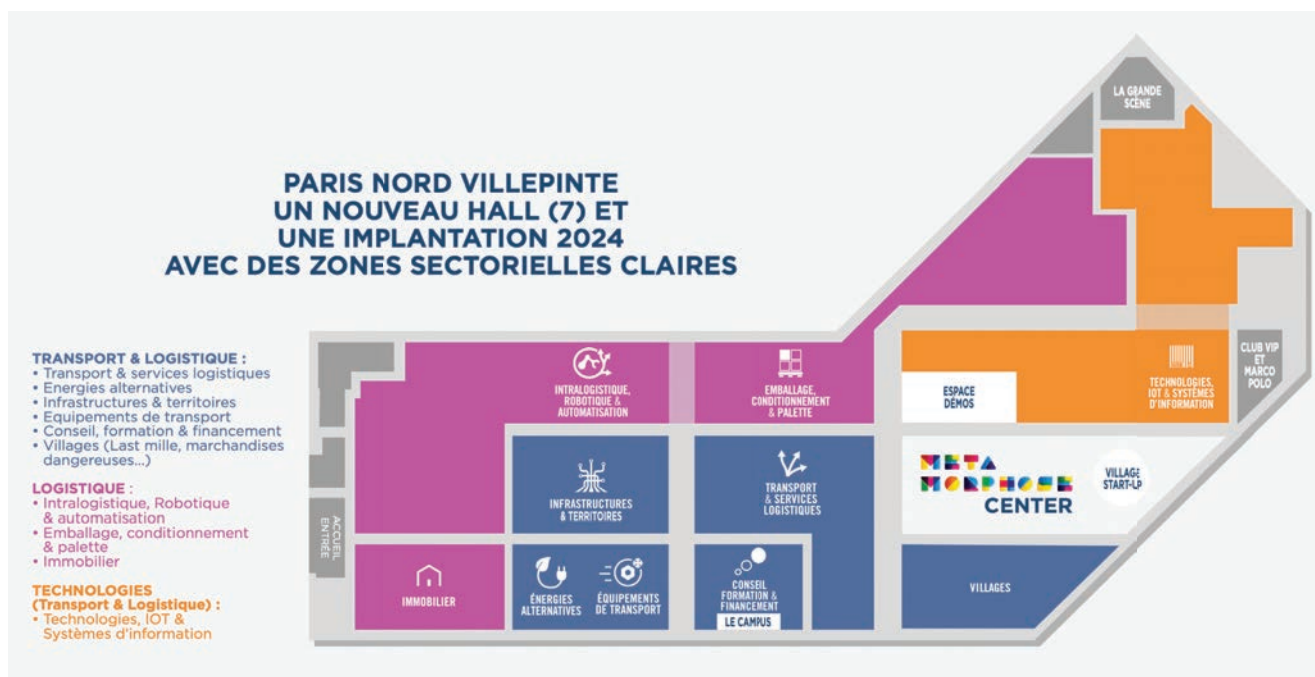 PARIS NORD VILLEPINTE
UN NOUVEAU HALL (7) ET
UNE IMPLANTATION 2024
AVEC DES ZONES SECTORIELLES CLAIRES
TRANSPORT & LOGISTIQUE :
• Transport & services logistiques
• Energies alternatives
• Infrastructures & territoires
• Equipements de transport
• Conseil, formation & financement
• Villages (Last mille, marchandises
dangereuses...)
LOGISTIQUE :
• Intralogistique, Robotique
& automatisation
• Emballage, conditionnement
& palette
• Immobilier
TECHNOLOGIES
(Transport & Logistique) :
• Technologies, IOT &
Systèmes d'information
LA GRANDE
SCÈNE
INTRALOGISTIQUE,
ROBOTIQUE &
AUTOMATISATION
EMBALLAGE,
CONDITIONNEMENT
& PALETTE
ESPACE
DÉMOS
TECHNOLOGIES,
IOT & SYSTÈMES
D'INFORMATION
CLUB VIP
ET
MARCO
POLO
INFRASTRUCTURES
& TERRITOIRES
TRANSPORT
& SERVICES
LOGISTIQUES
META
MORPHOSE
CENTER
VILLAGE
START-UP
ACCUEIL
ENTRÉE
IMMOBILIER
ÉNERGIES
ALTERNATIVES
ÉQUIPEMENTS
DE TRANSPORT
CONSEIL
FORMATION &
FINANCEMENT
LE CAMPUS
VILLAGES